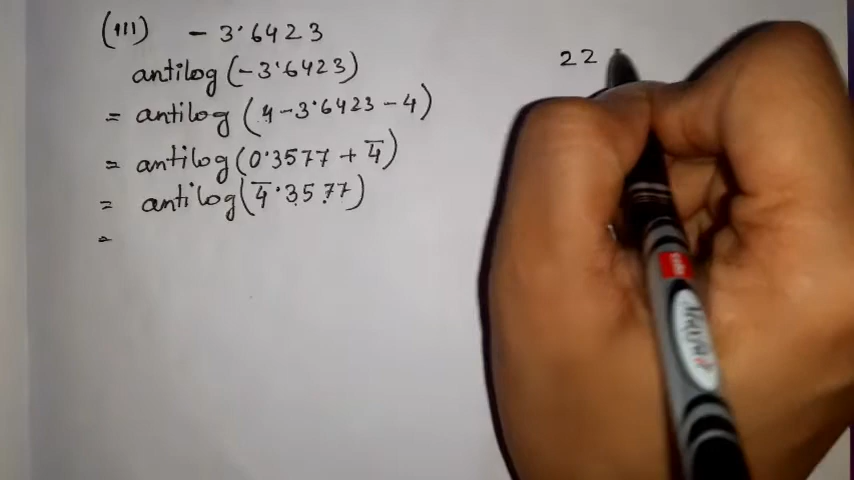 (iii) - 3·6423
22
antilog(-3·6423)
= antilog (4-3·6423-4)
= antilog(0·3577 + 4̅)
= antilog(4̅·3577)
=